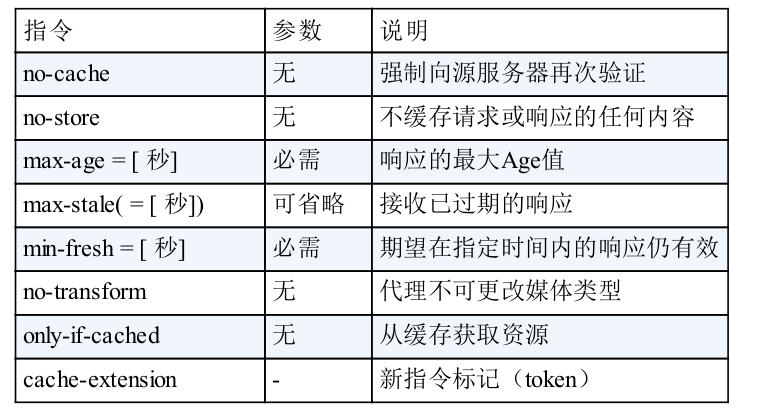 指令 参数 说明
no-cache 无 强制向源服务器再次验证
no-store 无 不缓存请求或响应的任何内容
max-age = [ 秒] 必需 响应的最大Age值
max-stale( = [ 秒]) 可省略 接收已过期的响应
min-fresh = [ 秒] 必需 期望在指定时间内的响应仍有效
no-transform 无 代理不可更改媒体类型
only-if-cached 无 从缓存获取资源
cache-extension - 新指令标记（token）